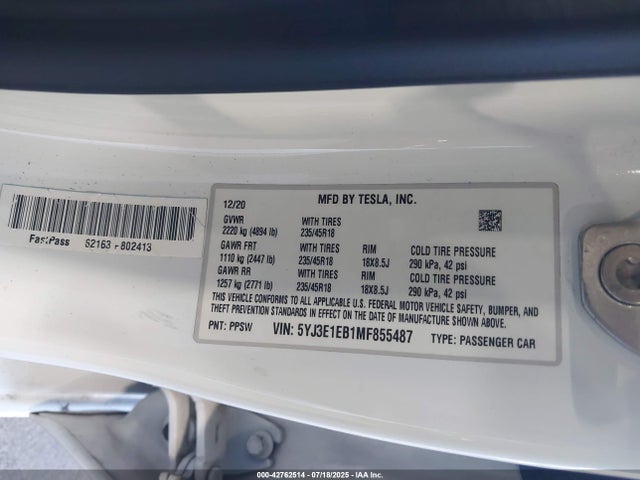 FastPass 62163 - 802413
12/20 MFD BY TESLA, INC.
GVWR WITH TIRES
2220 kg (4894 lb) 235/45R18
GAWR FRT WITH TIRES RIM COLD TIRE PRESSURE
1110 kg (2447 lb) 235/45R18 18X8.5J 290 kPa, 42 psi
GAWR RR WITH TIRES RIM COLD TIRE PRESSURE
1257 kg (2771 lb) 235/45R18 18X8.5J 290 kPa, 42 psi
THIS VEHICLE CONFORMS TO ALL APPLICABLE U.S. FEDERAL MOTOR VEHICLE SAFETY, BUMPER, AND
THEFT PREVENTION STANDARDS IN EFFECT ON THE DATE OF MANUFACTURE SHOWN ABOVE.
PNT: PPSW VIN: 5YJ3E1EB1MF855487 TYPE: PASSENGER CAR
000-42762514 - 07/18/2025 - IAA Inc.